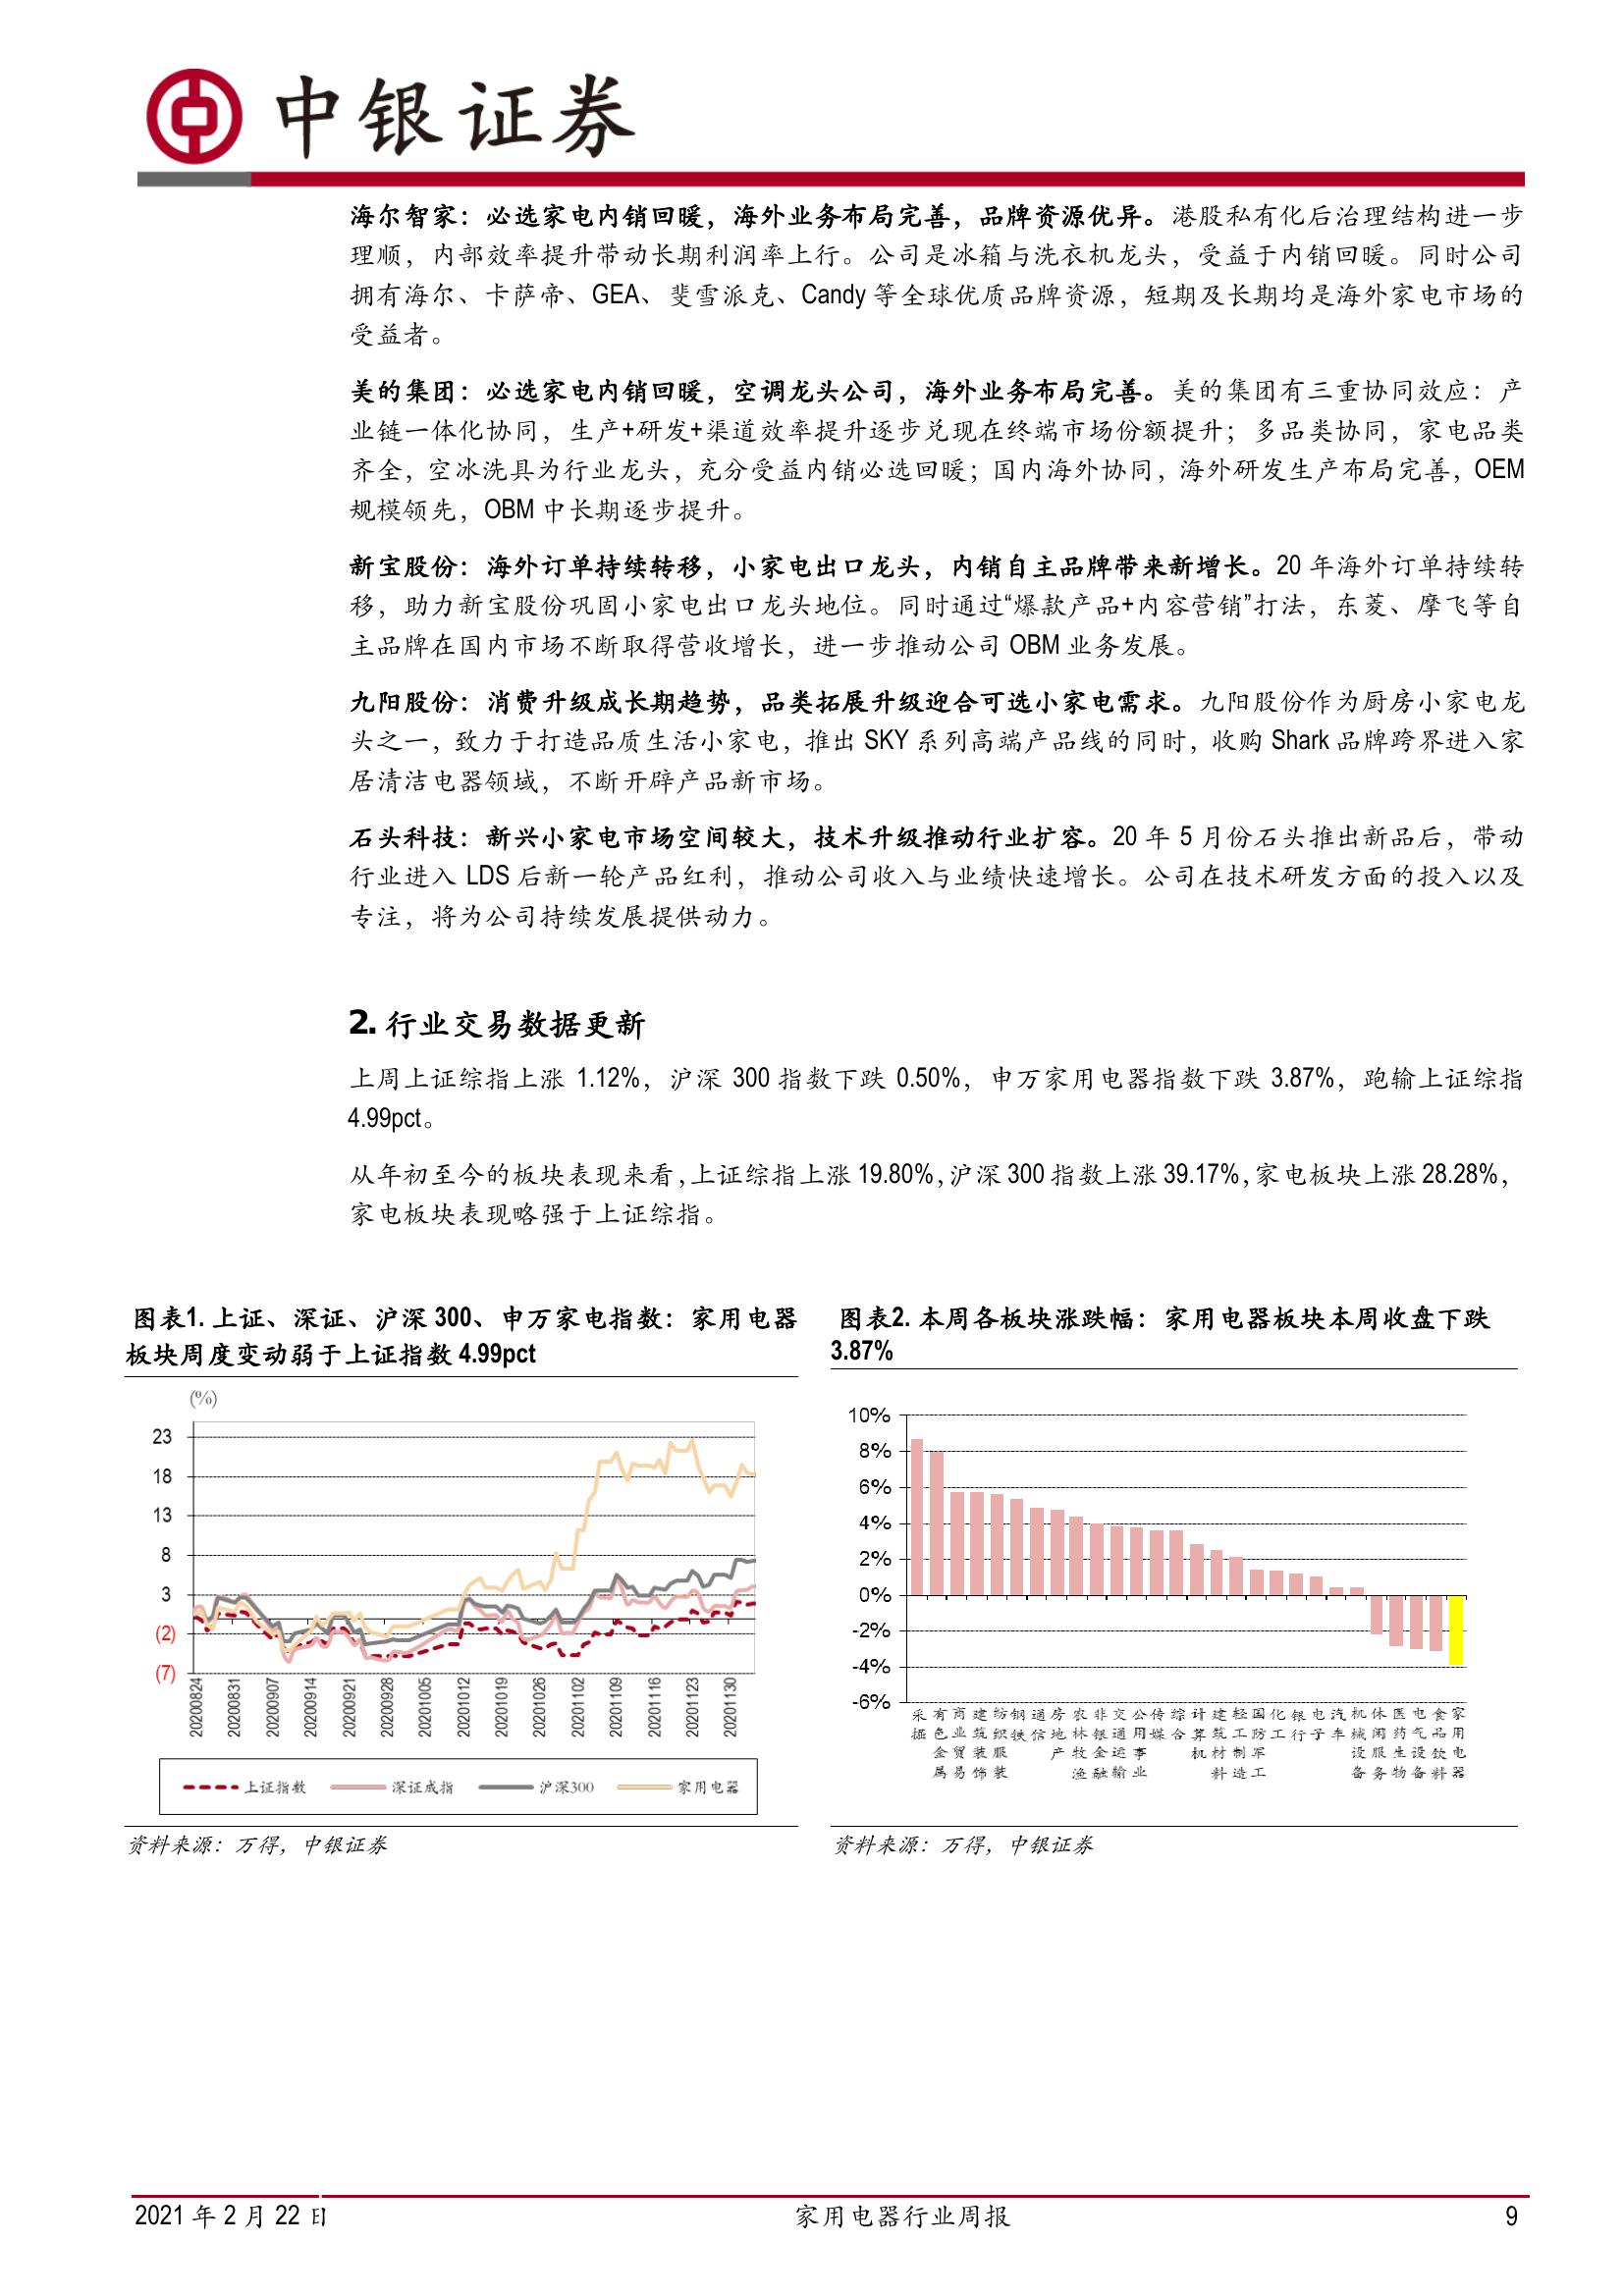 中银证券
海尔智家：必选家电内销回暖，海外业务布局完善，品牌资源优异。港股私有化后治理结构进一步
理顺，内部效率提升带动长期利润率上行。公司是冰箱与洗衣机龙头，受益于内销回暖。同时公司
拥有海尔、卡萨帝、GEA、斐雪派克、Candy 等全球优质品牌资源，短期及长期均是海外家电市场的
受益者。
美的集团：必选家电内销回暖，空调龙头公司，海外业务布局完善。美的集团有三重协同效应：产
业链一体化协同，生产+研发+渠道效率提升逐步兑现在终端市场份额提升；多品类协同，家电品类
齐全，空冰洗具为行业龙头，充分受益内销必选回暖；国内海外协同，海外研发生产布局完善，OEM
规模领先，OBM 中长期逐步提升。
新宝股份：海外订单持续转移，小家电出口龙头，内销自主品牌带来新增长。20 年海外订单持续转
移，助力新宝股份巩固小家电出口龙头地位。同时通过“爆款产品+内容营销”打法，东菱、摩飞等自
主品牌在国内市场不断取得营收增长，进一步推动公司 OBM 业务发展。
九阳股份：消费升级成长期趋势，品类拓展升级迎合可选小家电需求。九阳股份作为厨房小家电龙
头之一，致力于打造品质生活小家电，推出 SKY 系列高端产品线的同时，收购 Shark 品牌跨界进入家
居清洁电器领域，不断开辟产品新市场。
石头科技：新兴小家电市场空间较大，技术升级推动行业扩容。20 年 5 月份石头推出新品后，带动
行业进入 LDS 后新一轮产品红利，推动公司收入与业绩快速增长。公司在技术研发方面的投入以及
专注，将为公司持续发展提供动力。
2. 行业交易数据更新
上周上证综指上涨 1.12%，沪深 300 指数下跌 0.50%，申万家用电器指数下跌 3.87%，跑输上证综指
4.99pct。
从年初至今的板块表现来看，上证综指上涨 19.80%，沪深 300 指数上涨 39.17%，家电板块上涨 28.28%，
家电板块表现略强于上证综指。
图表1. 上证、深证、沪深 300、申万家电指数：家用电器
板块周度变动弱于上证指数 4.99pct
(%)
23
18
13
8
3
(2)
(7)
20200824
20200831
20200907
20200914
20200921
20200928
20201005
20201012
20201019
20201026
20201102
20201109
20201116
20201123
20201130
上证指数 深证成指 沪深300 家用电器
资料来源：万得，中银证券
图表2. 本周各板块涨跌幅：家用电器板块本周收盘下跌
3.87%
10%
8%
6%
4%
2%
0%
-2%
-4%
-6%
采掘
有色金属
商业贸易
建筑装饰
纺织服装
钢铁
通信
房地产
农林牧渔
非银金融
交通运输
公用事业
传媒
综合
计算机
建筑材料
轻工制造
国防军工
化工
银行
电子
汽车
机械设备
休闲服务
医药生物
电气设备
食品饮料
家用电器
资料来源：万得，中银证券
2021 年 2 月 22 日 家用电器行业周报 9